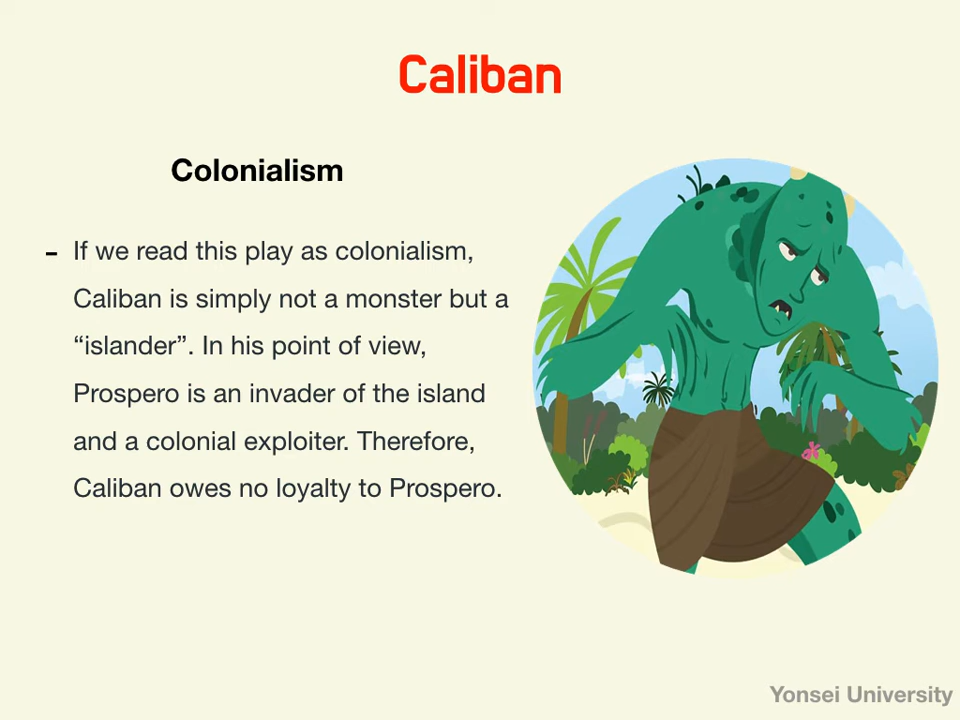 Caliban
Colonialism
- If we read this play as colonialism,
Caliban is simply not a monster but a
“islander”. In his point of view,
Prospero is an invader of the island
and a colonial exploiter. Therefore,
Caliban owes no loyalty to Prospero.
Yonsei University